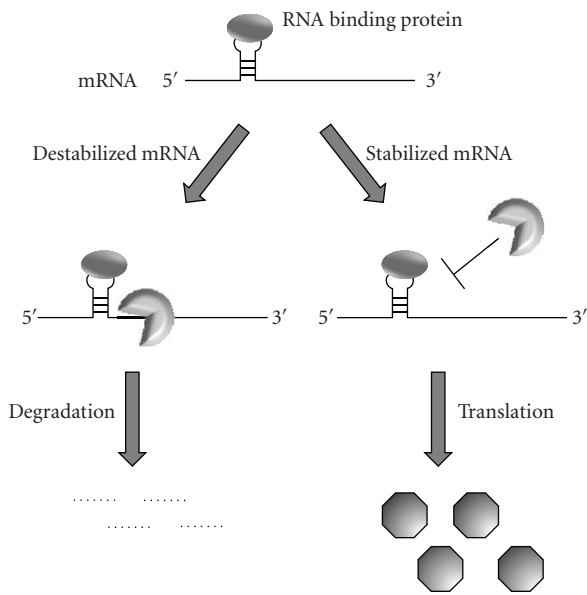 RNA binding protein
mRNA 5′ 3′
Destabilized mRNA Stabilized mRNA
5′ 3′ 5′ 3′
Degradation Translation